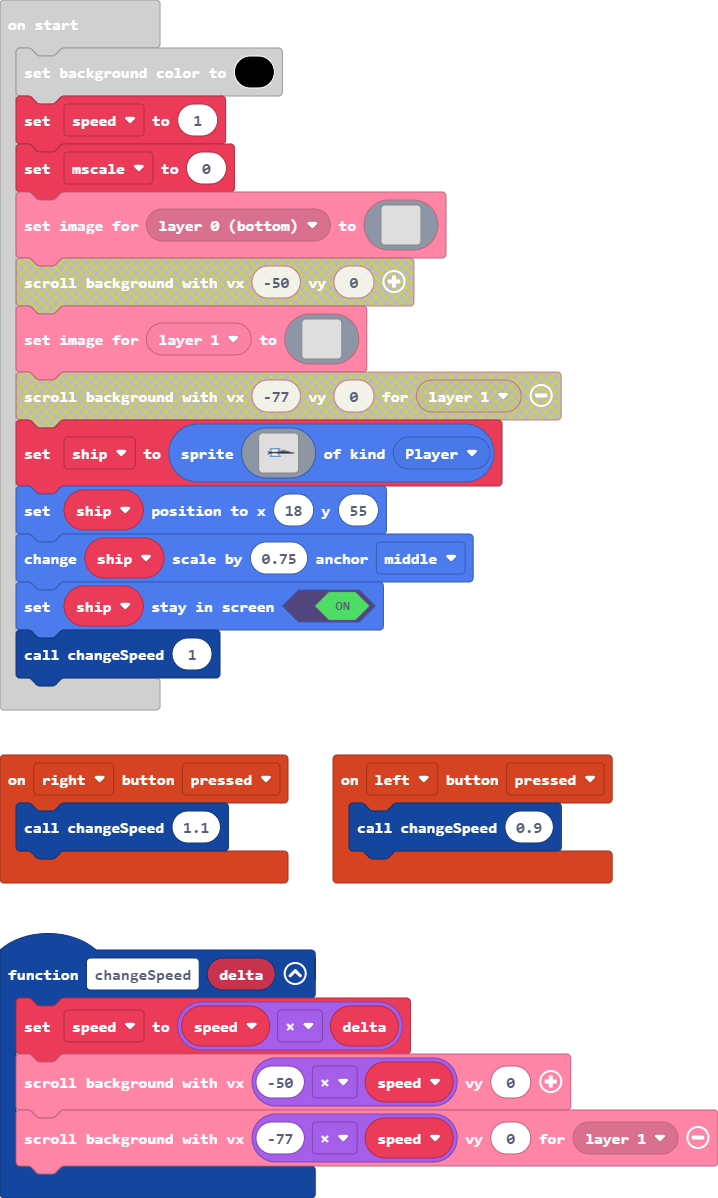 on start
set background color to
set speed to 1
set mscale to 0
set image for layer 0 (bottom) to
scroll background with vx -50 vy 0
set image for layer 1 to
scroll background with vx -77 vy 0 for layer 1
set ship to sprite of kind Player
set ship position to x 18 y 55
change ship scale by 0.75 anchor middle
set ship stay in screen ON
call changeSpeed 1
on right button pressed
call changeSpeed 1.1
on left button pressed
call changeSpeed 0.9
function changeSpeed delta
set speed to speed × delta
scroll background with vx -50 × speed vy 0
scroll background with vx -77 × speed vy 0 for layer 1